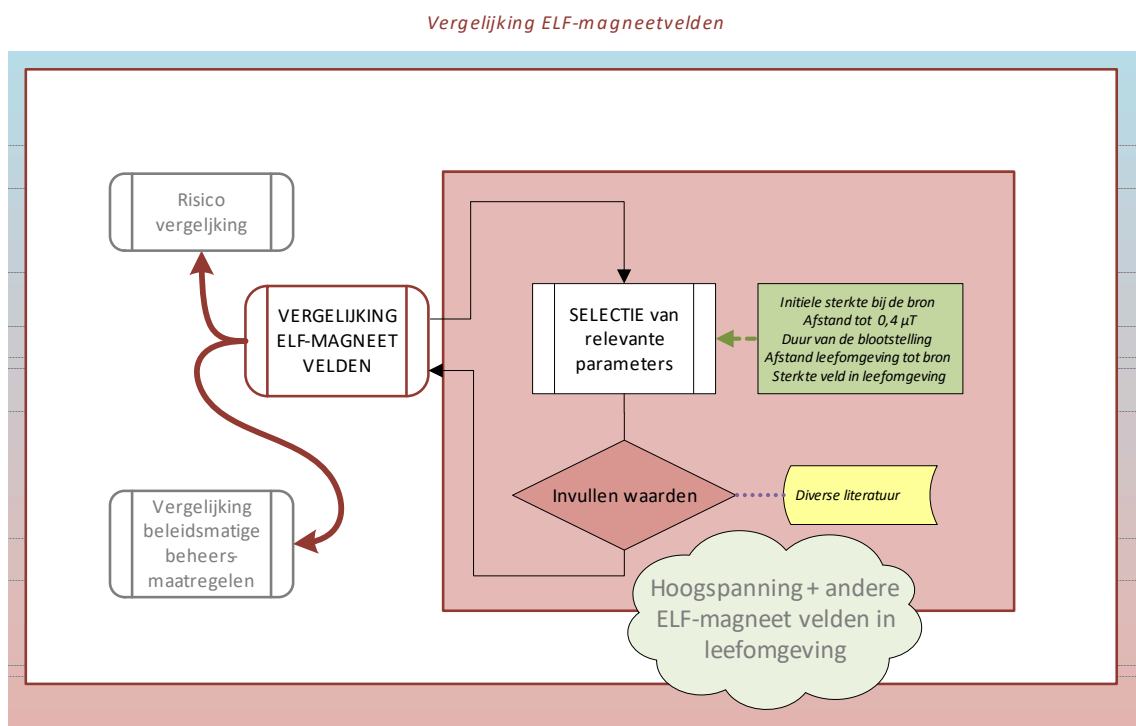 Vergelijking ELF-magneetvelden
Risico
vergeljking
VERGELIJKING
ELF-MAGNEET
VELDEN
SELECTIE van
relevante
parameters
Initiele sterkte bij de bron
Afstand tot 0,4 µT
Duur van de blootstelling
Afstand leefomgeving tot bron
Sterkte veld in leefomgeving
Vergelijking
beleidsmatige
beheers-
maatregelen
Invullen waarden
Diverse literatuur
Hoogspanning + andere
ELF-magneet velden in
leefomgeving